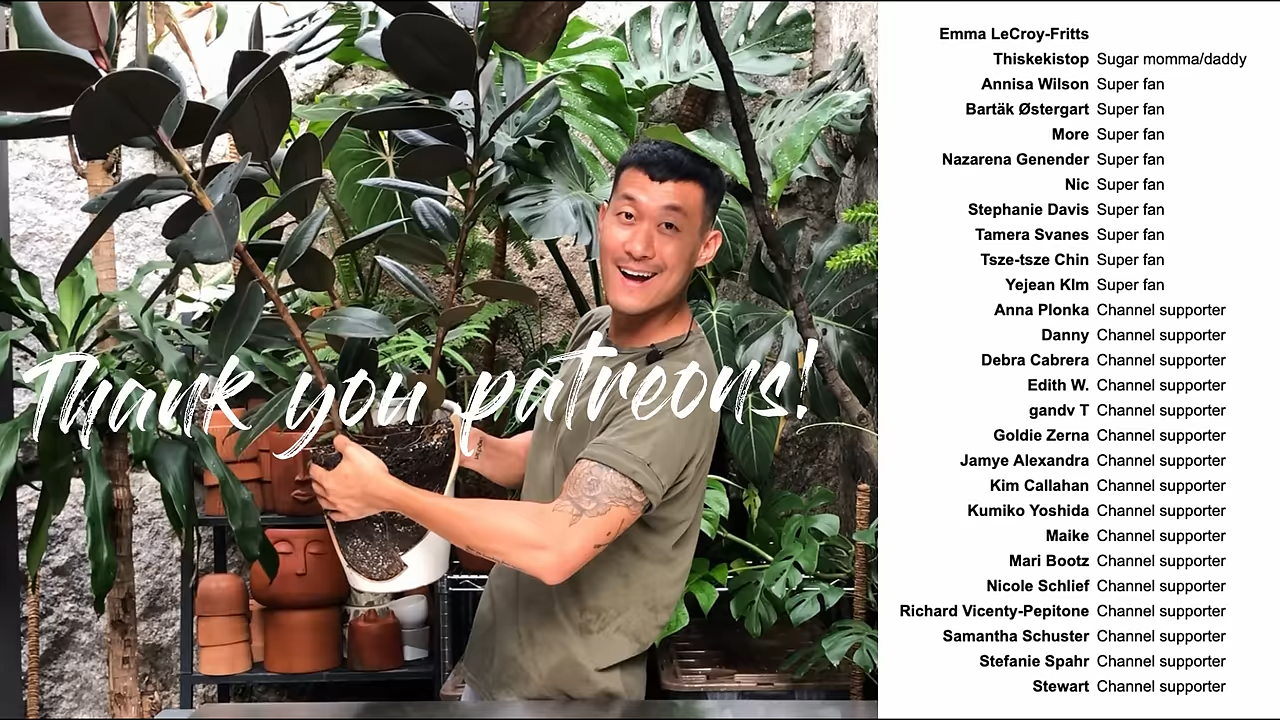 Thank you patreons!
Emma LeCroy-Fritts
Thiskekistop Sugar momma/daddy
Annisa Wilson Super fan
Bartäk Østergart Super fan
More Super fan
Nazarena Genender Super fan
Nic Super fan
Stephanie Davis Super fan
Tamera Svanes Super fan
Tsze-tsze Chin Super fan
Yejean KIm Super fan
Anna Plonka Channel supporter
Danny Channel supporter
Debra Cabrera Channel supporter
Edith W. Channel supporter
gandv T Channel supporter
Goldie Zerna Channel supporter
Jamye Alexandra Channel supporter
Kim Callahan Channel supporter
Kumiko Yoshida Channel supporter
Maike Channel supporter
Mari Bootz Channel supporter
Nicole Schlief Channel supporter
Richard Vicenty-Pepitone Channel supporter
Samantha Schuster Channel supporter
Stefanie Spahr Channel supporter
Stewart Channel supporter